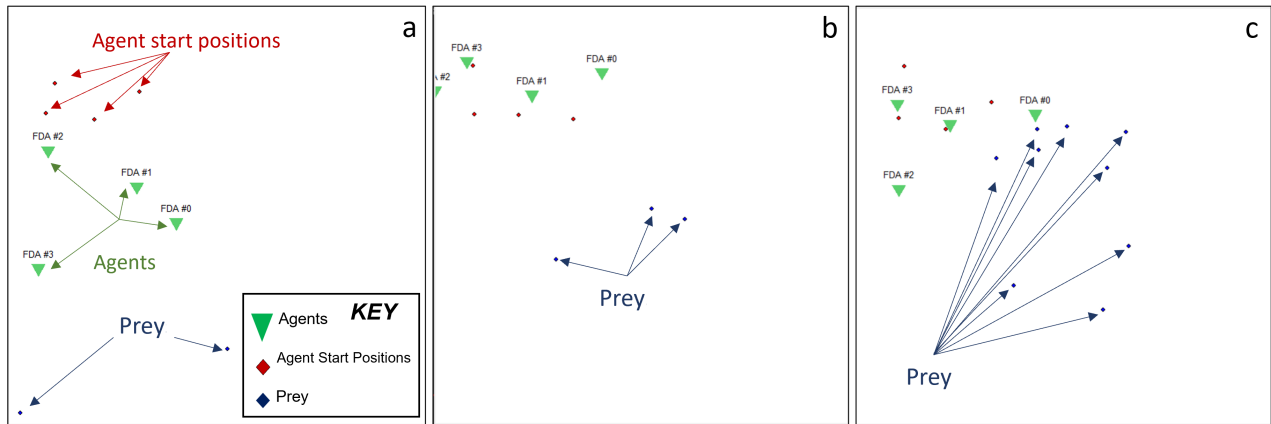 a
Agent start positions
FDA #2
FDA #1
FDA #0
FDA #3
Agents
Prey
KEY
Agents
Agent Start Positions
Prey
b
FDA #3
FDA #0
#2
FDA #1
Prey
c
FDA #3
FDA #1
FDA #0
FDA #2
Prey